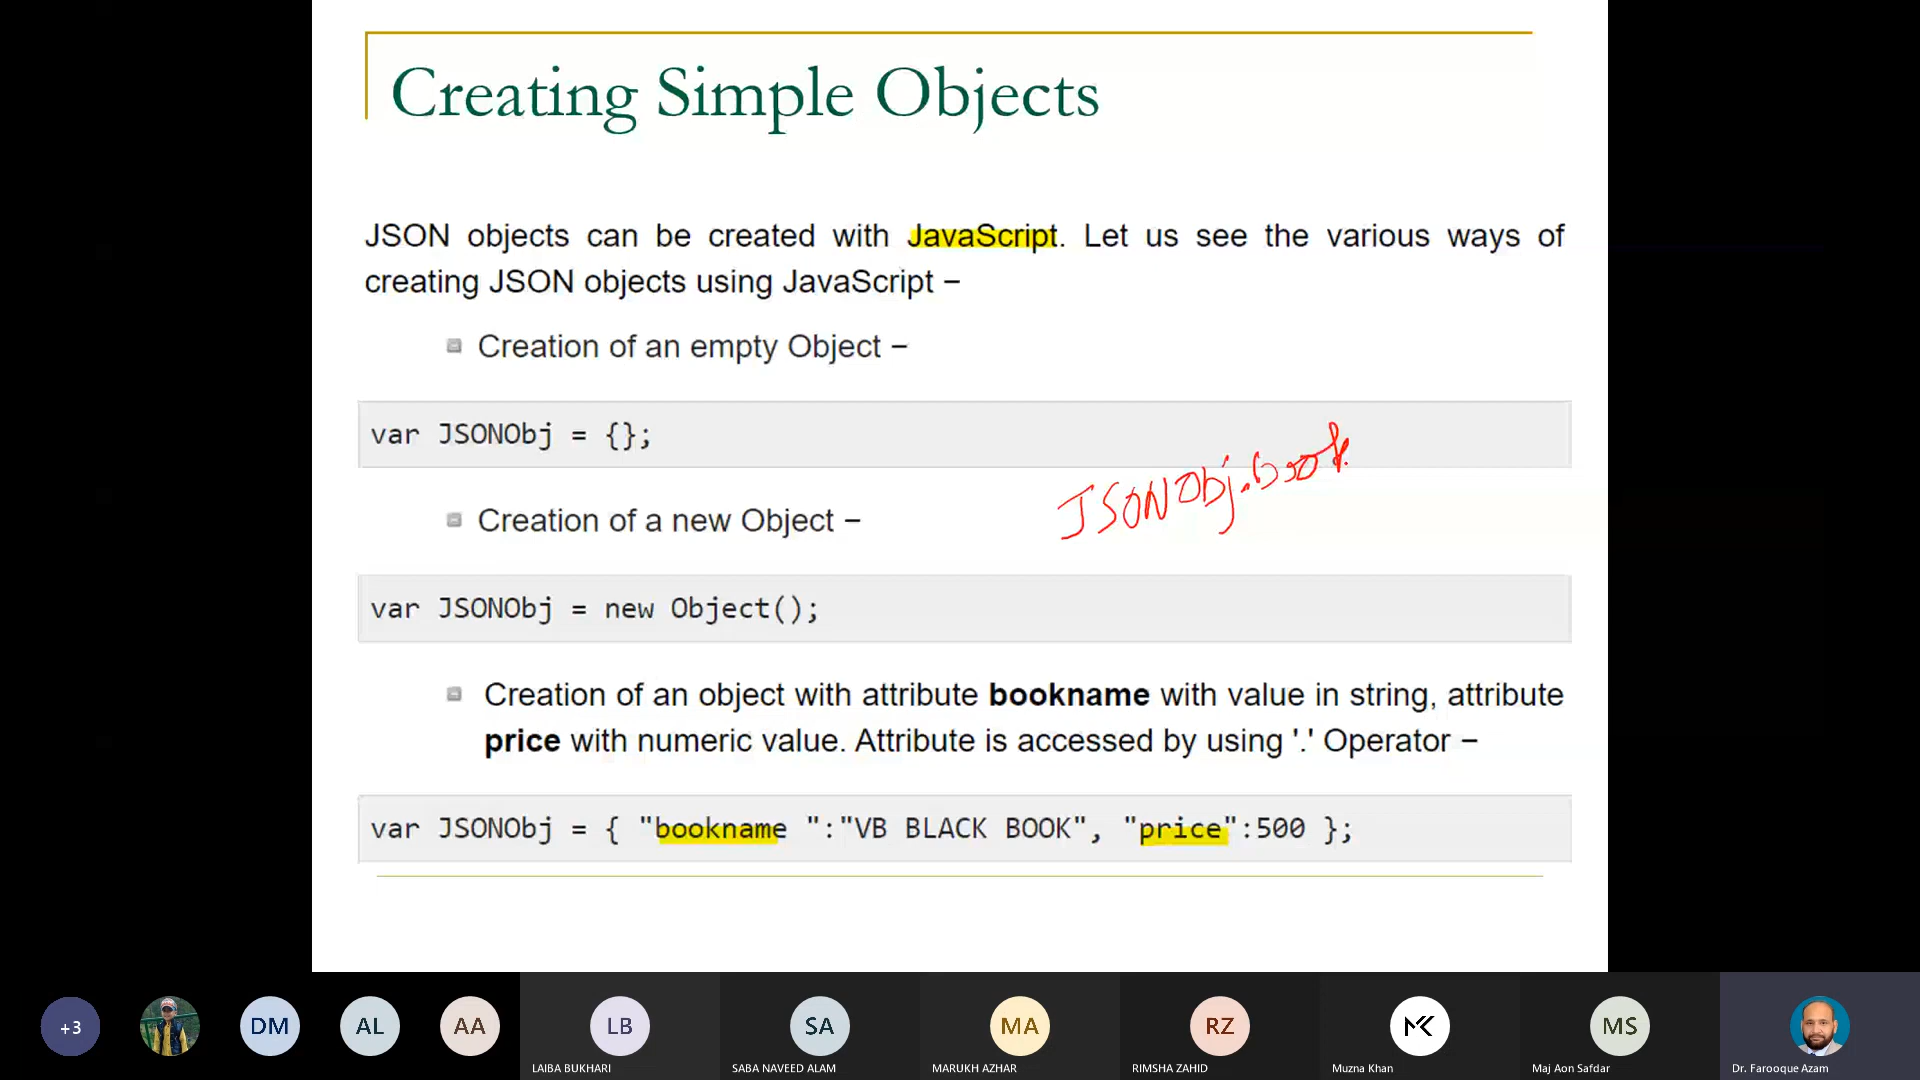 Creating Simple Objects
JSON objects can be created with JavaScript. Let us see the various ways of
creating JSON objects using JavaScript –
Creation of an empty Object –
var JSONObj = {};
JSONObj.book
Creation of a new Object –
var JSONObj = new Object();
Creation of an object with attribute bookname with value in string, attribute
price with numeric value. Attribute is accessed by using '.' Operator –
var JSONObj = { "bookname ":"VB BLACK BOOK", "price":500 };
+3
DM
AL
AA
LB
SA
MA
RZ
MK
MS
LAIBA BUKHARI
SABA NAVEED ALAM
MARUKH AZHAR
RIMSHA ZAHID
Muzna Khan
Maj Aon Safdar
Dr. Farooque Azam